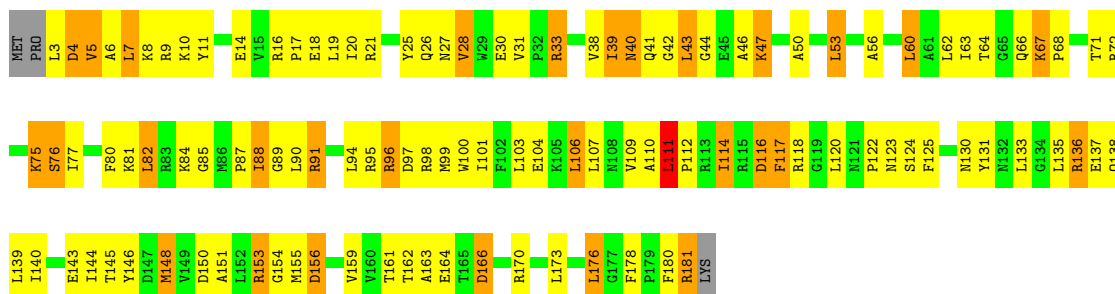 MET PRO L3 D4 V5 A6 L7 K8 R9 K10 Y11 E14 V15 R16 P17 E18 L19 I20 R21 Y25 Q26 N27 V28 W29 E30 V31 P32 R33 V38 I39 N40 Q41 G42 L43 G44 E45 A46 K47 A50 L53 A56 L60 A61 L62 I63 T64 G65 Q66 K67 P68 T71 R72
K75 S76 I77 F80 K81 L82 R83 K84 G85 M86 P87 I88 G89 L90 R91 L94 R95 R96 D97 R98 M99 W100 I101 F102 L103 E104 K105 L106 L107 N108 V109 A110 L111 P112 R113 I114 R115 D116 F117 R118 G119 L120 N121 P122 N123 S124 F125 N130 Y131 N132 L133 G134 L135 R136 E137 Q138
L139 I140 E143 I144 T145 Y146 D147 M148 V149 D150 A151 L152 R153 G154 M155 D156 V159 V160 T161 T162 A163 E164 T165 D166 R170 L173 L176 G177 F178 P179 F180 R181 LYS